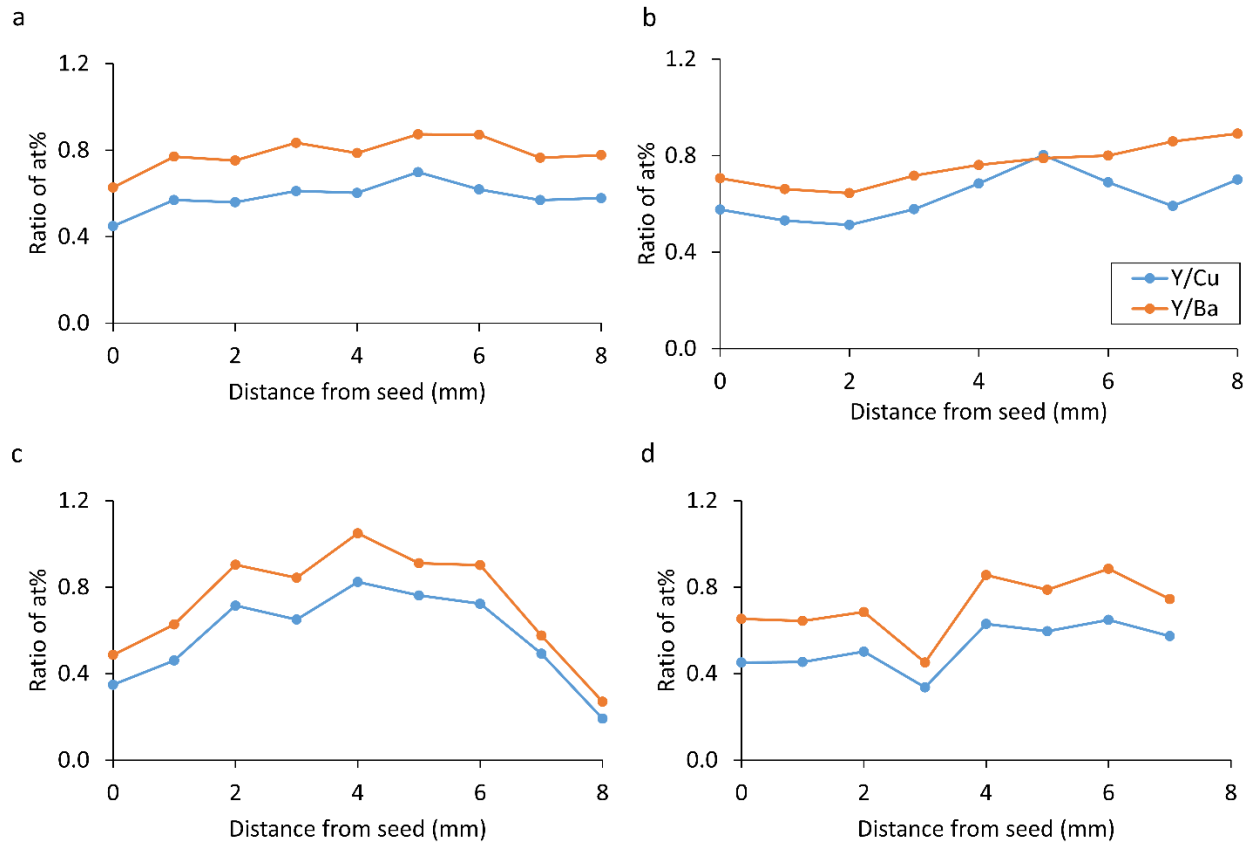 a
1.2
0.8
0.4
0.0
Ratio of at%
0 2 4 6 8
Distance from seed (mm)
b
1.2
0.8
0.4
0.0
Ratio of at%
Y/Cu
Y/Ba
0 2 4 6 8
Distance from seed (mm)
c
1.2
0.8
0.4
0.0
Ratio of at%
0 2 4 6 8
Distance from seed (mm)
d
1.2
0.8
0.4
0.0
Ratio of at%
0 2 4 6 8
Distance from seed (mm)